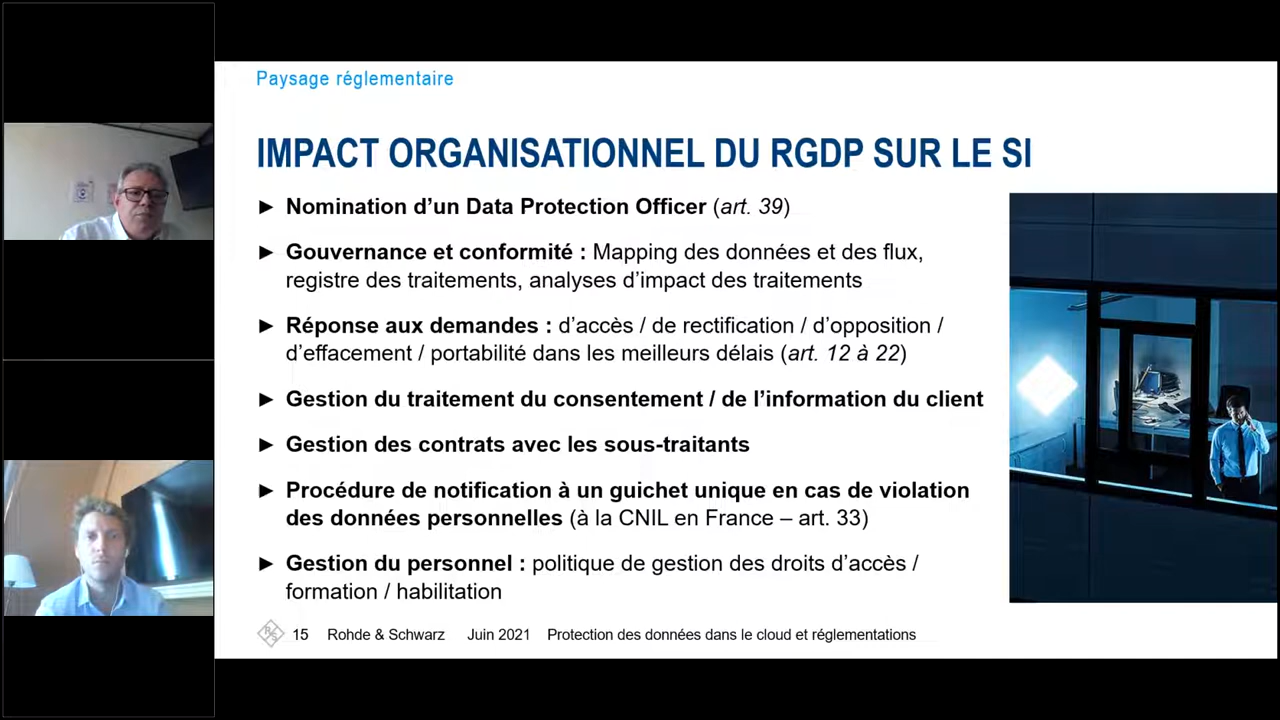 Paysage réglementaire
IMPACT ORGANISATIONNEL DU RGDP SUR LE SI
► Nomination d’un Data Protection Officer (art. 39)
► Gouvernance et conformité : Mapping des données et des flux,
registre des traitements, analyses d’impact des traitements
► Réponse aux demandes : d’accès / de rectification / d’opposition /
d’effacement / portabilité dans les meilleurs délais (art. 12 à 22)
► Gestion du traitement du consentement / de l’information du client
► Gestion des contrats avec les sous-traitants
► Procédure de notification à un guichet unique en cas de violation
des données personnelles (à la CNIL en France – art. 33)
► Gestion du personnel : politique de gestion des droits d’accès /
formation / habilitation
R&S 15 Rohde & Schwarz Juin 2021 Protection des données dans le cloud et réglementations